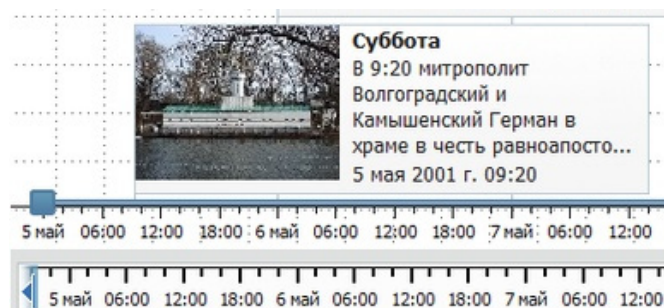 Суббота
В 9:20 митрополит
Волгоградский и
Камышенский Герман в
храме в честь равноапосто...
5 мая 2001 г. 09:20
5 май 06:00 12:00 18:00 6 май 06:00 12:00 18:00 7 май 06:00 12:00
5 май 06:00 12:00 18:00 6 май 06:00 12:00 18:00 7 май 06:00 12:00